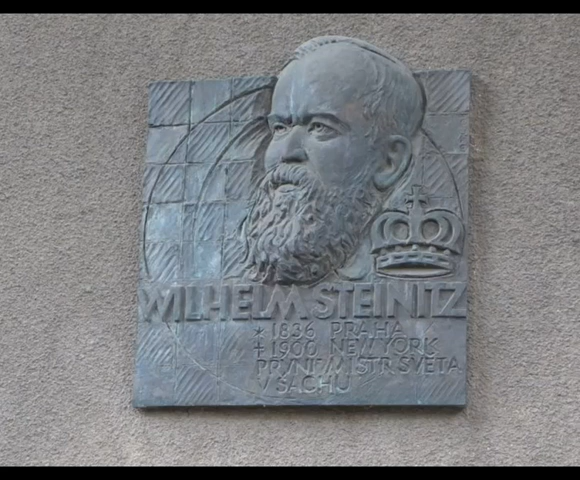 WILHELM STEINITZ
* 1836 PRAHA
† 1900 NEW YORK
PRVNÍ MISTR SVĚTA
V ŠACHU